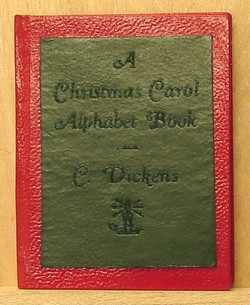 A
Christmas Carol
Alphabet Book
C. Dickens